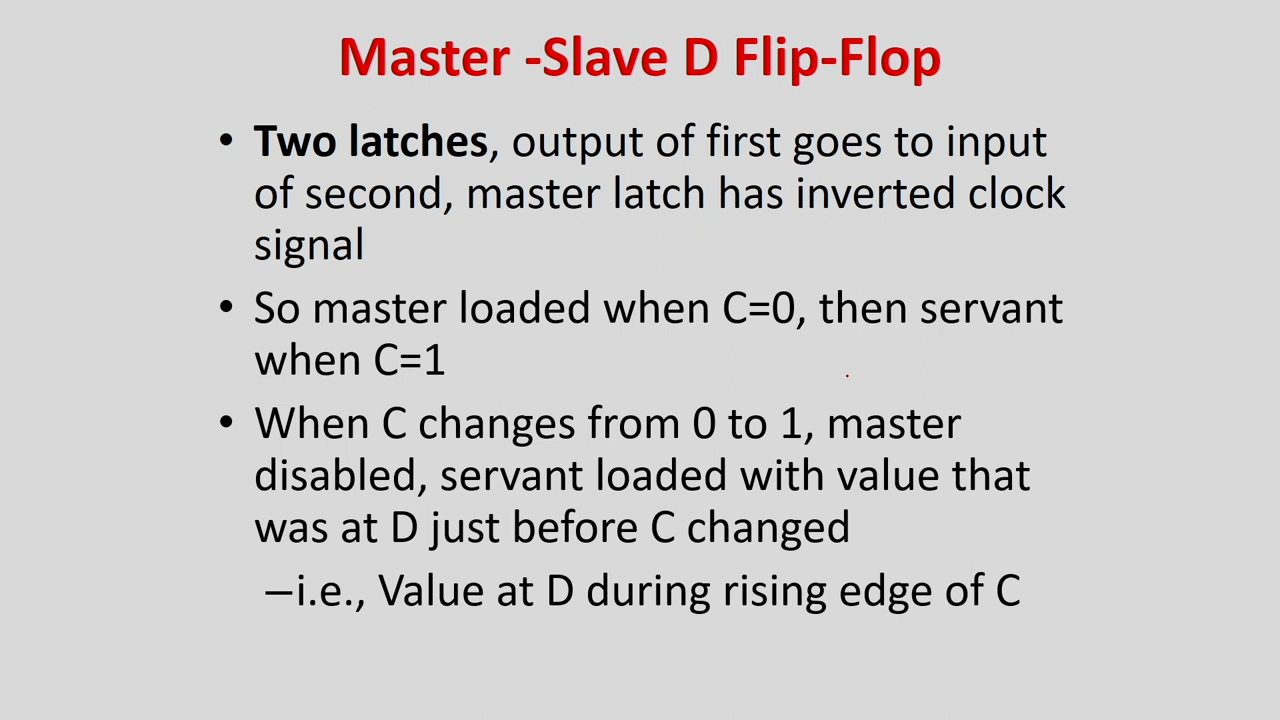 Master -Slave D Flip-Flop
• Two latches, output of first goes to input
of second, master latch has inverted clock
signal
• So master loaded when C=0, then servant
when C=1
• When C changes from 0 to 1, master
disabled, servant loaded with value that
was at D just before C changed
–i.e., Value at D during rising edge of C